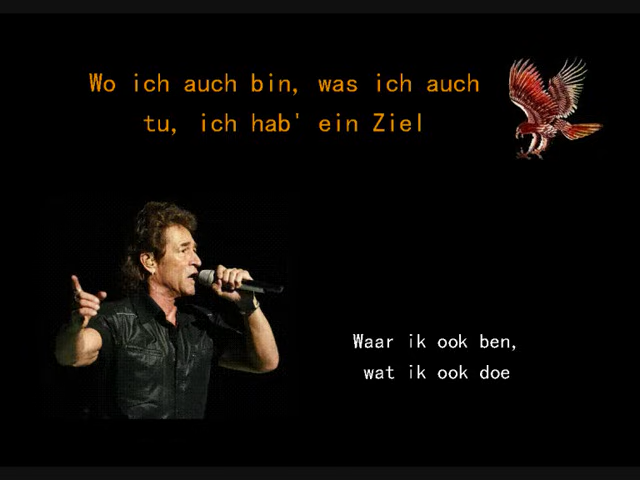 Wo ich auch bin, was ich auch
tu, ich hab' ein Ziel
Waar ik ook ben,
wat ik ook doe